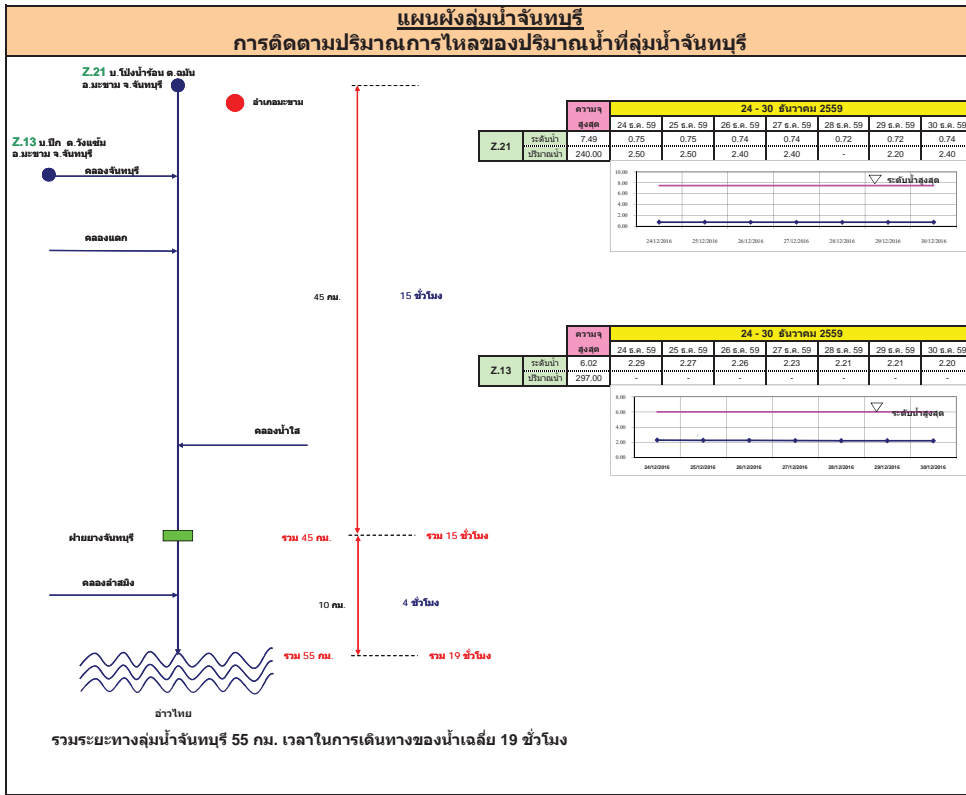 แผนผังลุ่มน้ำจันทบุรี
การติดตามปริมาณการไหลของปริมาณน้ำที่ลุ่มน้ำจันทบุรี
Z.21 บ.โป่งน้ำร้อน ต.ฉมัน
อ.มะขาม จ.จันทบุรี
อำเภอมะขาม
Z.13 บ.ปึก ต.วังแซ้ม
อ.มะขาม จ.จันทบุรี
คลองจันทบุรี
คลองแตก
45 กม.
15 ชั่วโมง
คลองน้ำใส
ฝายยางจันทบุรี
รวม 45 กม.
รวม 15 ชั่วโมง
คลองลำสมิง
10 กม.
4 ชั่วโมง
รวม 55 กม.
รวม 19 ชั่วโมง
อ่าวไทย
รวมระยะทางลุ่มน้ำจันทบุรี 55 กม. เวลาในการเดินทางของน้ำเฉลี่ย 19 ชั่วโมง
ความจุ 24 - 30 ธันวาคม 2559
สูงสุด 24 ธ.ค. 59 25 ธ.ค. 59 26 ธ.ค. 59 27 ธ.ค. 59 28 ธ.ค. 59 29 ธ.ค. 59 30 ธ.ค. 59
Z.21
ระดับน้ำ 7.49 0.75 0.75 0.74 0.74 0.72 0.72 0.74
ปริมาณน้ำ 240.00 2.50 2.50 2.40 2.40 - 2.20 2.40
10.00
8.00
6.00
4.00
2.00
0.00
ระดับน้ำสูงสุด
24/12/2016 25/12/2016 26/12/2016 27/12/2016 28/12/2016 29/12/2016 30/12/2016
ความจุ 24 - 30 ธันวาคม 2559
สูงสุด 24 ธ.ค. 59 25 ธ.ค. 59 26 ธ.ค. 59 27 ธ.ค. 59 28 ธ.ค. 59 29 ธ.ค. 59 30 ธ.ค. 59
Z.13
ระดับน้ำ 6.02 2.29 2.27 2.26 2.23 2.21 2.21 2.20
ปริมาณน้ำ 297.00 - - - - - - -
8.00
6.00
4.00
2.00
0.00
ระดับน้ำสูงสุด
24/12/2016 25/12/2016 26/12/2016 27/12/2016 28/12/2016 29/12/2016 30/12/2016